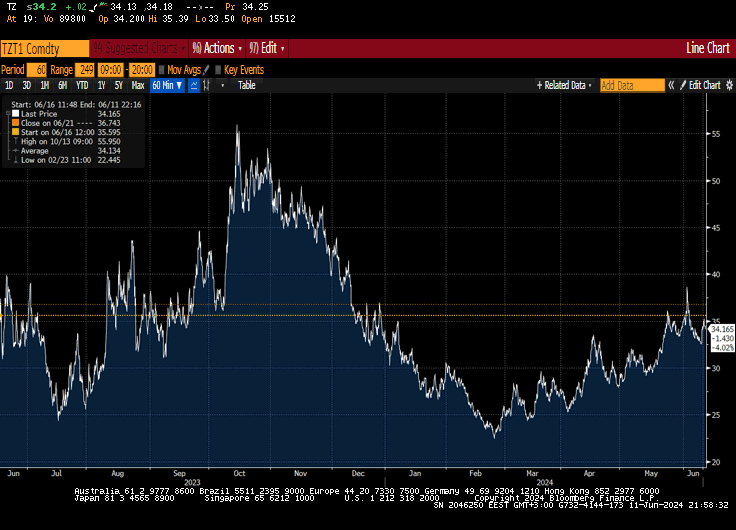 TZ s34.2 +.02 34.13 /34.18 --×-- Pr 34.25
At 19: Vo 89800 Op 34.200 Hi 35.39 Lo 33.50 Open 15512
TZT1 Comdty 94 Suggested Charts 96) Actions 97) Edit Line Chart
Period 60 Range 249 09:00 - 20:00 Mov Avgs Key Events
1D 3D 1M 6M YTD 1Y 5Y Max 60 Min Table + Related Data Add Data « Edit Chart
Start: 06/16 11:48 End: 06/11 22:16
Last Price 34.165
Close on 06/21 ---- 36.743
Start on 06/16 12:00 35.595
High on 10/13 09:00 55.950
Average 34.134
Low on 02/23 11:00 22.445
55
50
45
40
35
34.165
-1.430
-4.02%
30
25
20
Jun Jul Aug Sep Oct Nov Dec Jan Feb Mar Apr May Jun
2023 2024
Australia 61 2 9777 8600 Brazil 5511 2395 9000 Europe 44 20 7330 7500 Germany 49 69 9204 1210 Hong Kong 852 2977 6000
Japan 81 3 4565 8900 Singapore 65 6212 1000 U.S. 1 212 318 2000 Copyright 2024 Bloomberg Finance L.P.
SN 2046250 EEST GMT+3:00 G732-4144-173 11-Jun-2024 21:58:32